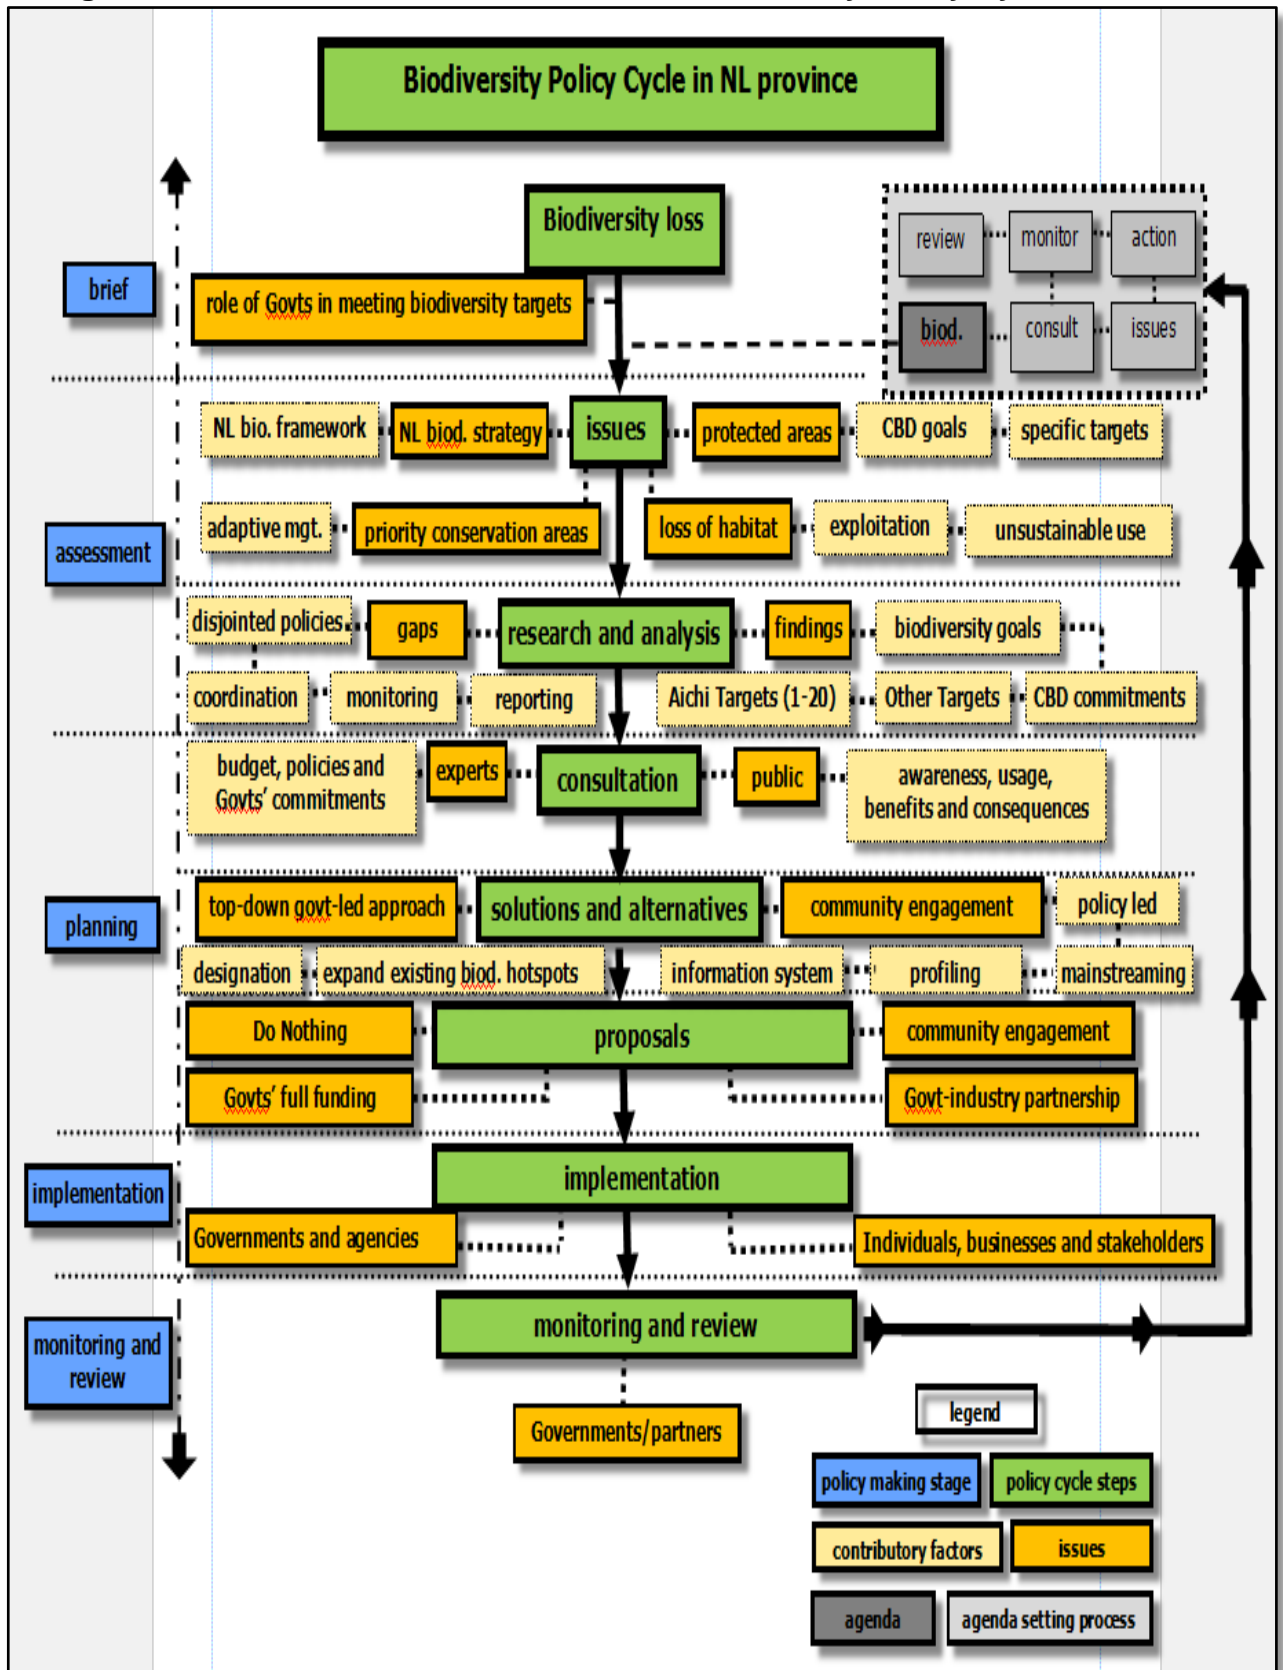 Biodiversity Policy Cycle in NL province
Biodiversity loss
review
monitor
action
brief
role of Govts in meeting biodiversity targets
biod.
consult
issues
NL bio. framework
NL biod. strategy
issues
protected areas
CBD goals
specific targets
adaptive mgt.
priority conservation areas
loss of habitat
exploitation
unsustainable use
assessment
disjointed policies
gaps
research and analysis
findings
biodiversity goals
coordination
monitoring
reporting
Aichi Targets (1-20)
Other Targets
CBD commitments
budget, policies and
Govts' commitments
experts
consultation
public
awareness, usage,
benefits and consequences
planning
top-down govt-led approach
solutions and alternatives
community engagement
policy led
designation
expand existing biod. hotspots
information system
profiling
mainstreaming
Do Nothing
proposals
community engagement
Govts' full funding
Govt-industry partnership
implementation
implementation
Governments and agencies
Individuals, businesses and stakeholders
monitoring and
review
monitoring and review
Governments/partners
legend
policy making stage
policy cycle steps
contributory factors
issues
agenda
agenda setting process